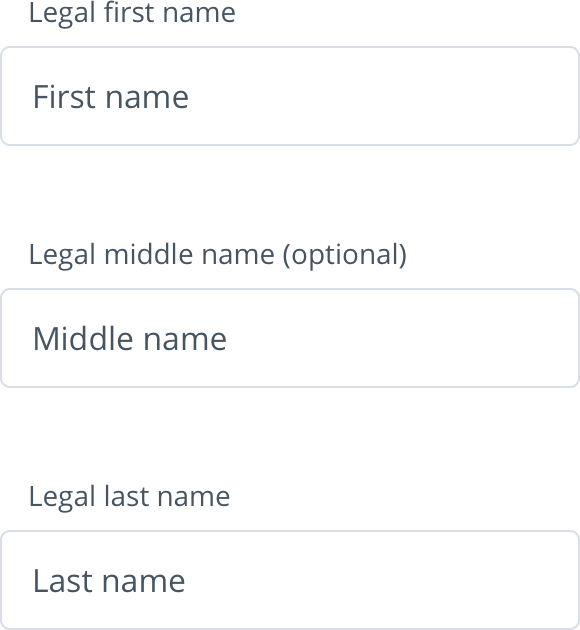 Legal first name
First name
Legal middle name (optional)
Middle name
Legal last name
Last name